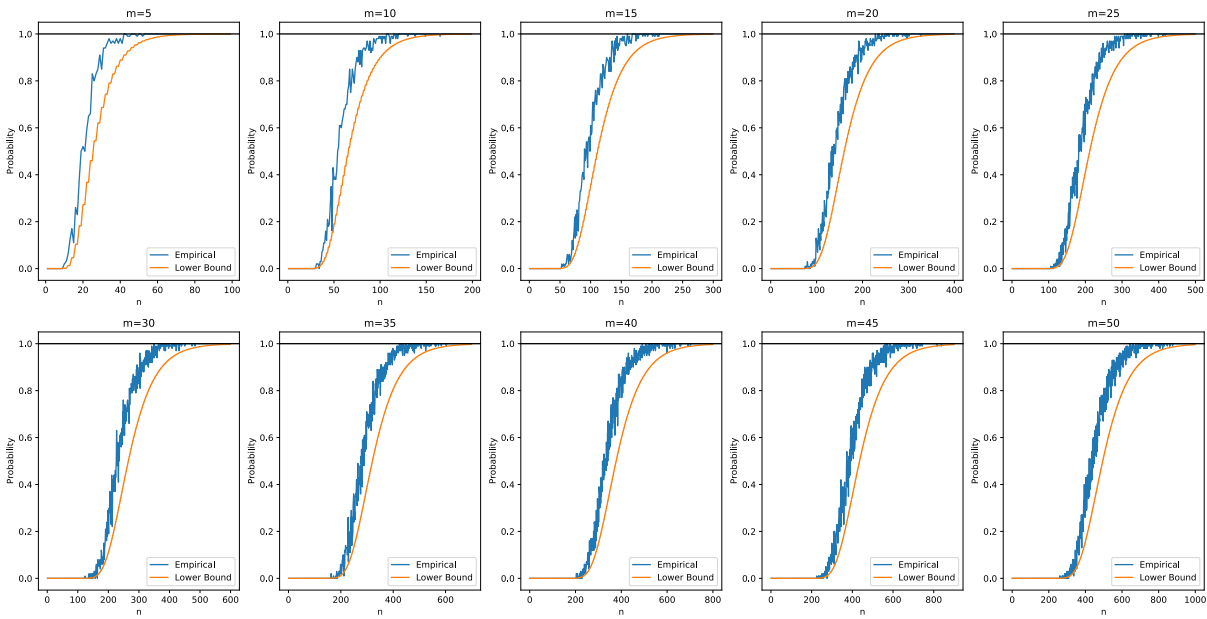 m=5
1,0
0,8
0,6
0,4
0.2
0.0
Probability
0
20
40
60
80
100
n
Empirical
Lower Bound
m=10
1,0
0,8
0,6
0,4
0.2
0.0
Probability
0
50
100
150
200
n
Empirical
Lower Bound
m=15
1,0
0,8
0,6
0,4
0.2
0.0
Probability
0
50
100
150
200
250
300
n
Empirical
Lower Bound
m=20
1,0
0,8
0,6
0,4
0.2
0.0
Probability
0
100
200
300
400
n
Empirical
Lower Bound
m=25
1,0
0,8
0,6
0,4
0.2
0.0
Probability
0
100
200
300
400
500
n
Empirical
Lower Bound
m=30
1.0
0.8
0.6
0.4
0.2
0.0
Probability
0
100
200
300
400
500
600
n
Empirical
Lower Bound
m=35
1.0
0.8
0.6
0.4
0.2
0.0
Probability
0
200
400
600
n
Empirical
Lower Bound
m=40
1.0
0.8
0.6
0.4
0.2
0.0
Probability
0
200
400
600
800
n
Empirical
Lower Bound
m=45
1.0
0.8
0.6
0.4
0.2
0.0
Probability
0
200
400
600
800
n
Empirical
Lower Bound
m=50
1.0
0.8
0.6
0.4
0.2
0.0
Probability
0
200
400
600
800
1000
n
Empirical
Lower Bound